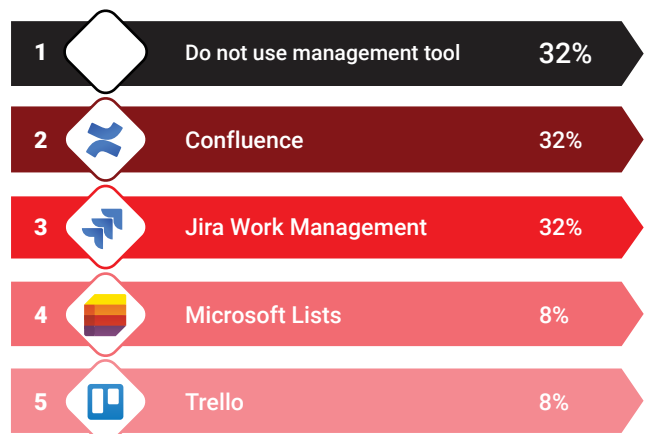 1 Do not use management tool 32%
2 Confluence 32%
3 Jira Work Management 32%
4 Microsoft Lists 8%
5 Trello 8%